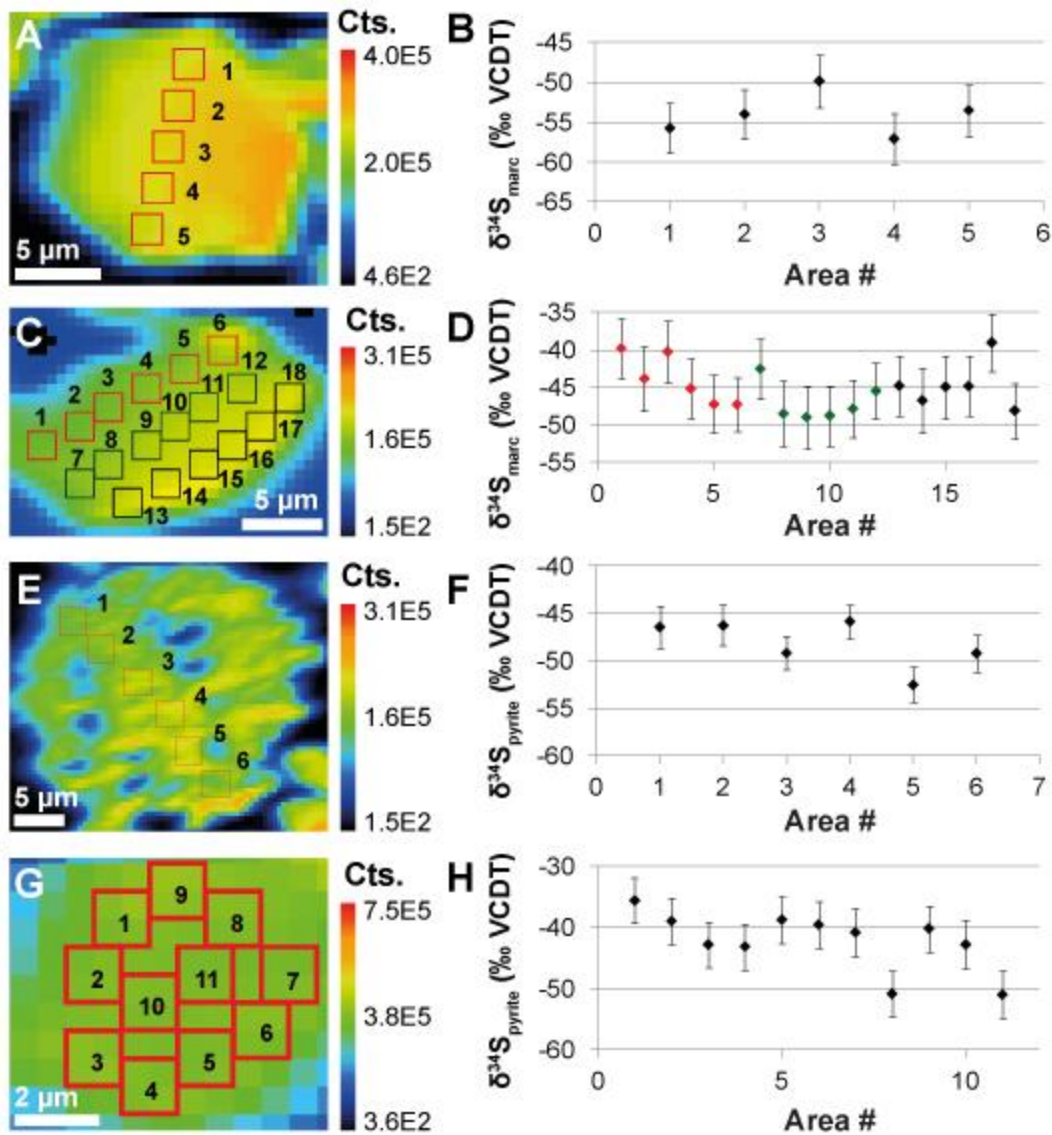 A
Cts.
4.0E5
2.0E5
4.6E2
1
2
3
4
5
5 µm
B
δ³⁴S_marc (‰ VCDT)
-45
-50
-55
-60
-65
0 1 2 3 4 5 6
Area #
C
Cts.
3.1E5
1.6E5
1.5E2
1
2
3
4
5
6
7
8
9
10
11
12
13
14
15
16
17
18
5 µm
D
δ³⁴S_marc (‰ VCDT)
-35
-40
-45
-50
-55
0 5 10 15
Area #
E
Cts.
3.1E5
1.6E5
1.5E2
1
2
3
4
5
6
5 µm
F
δ³⁴S_pyrite (‰ VCDT)
-40
-45
-50
-55
-60
0 1 2 3 4 5 6 7
Area #
G
Cts.
7.5E5
3.8E5
3.6E2
9
1 8
2 11 7
10
6
3 5
4
2 µm
H
δ³⁴S_pyrite (‰ VCDT)
-30
-40
-50
-60
0 5 10
Area #